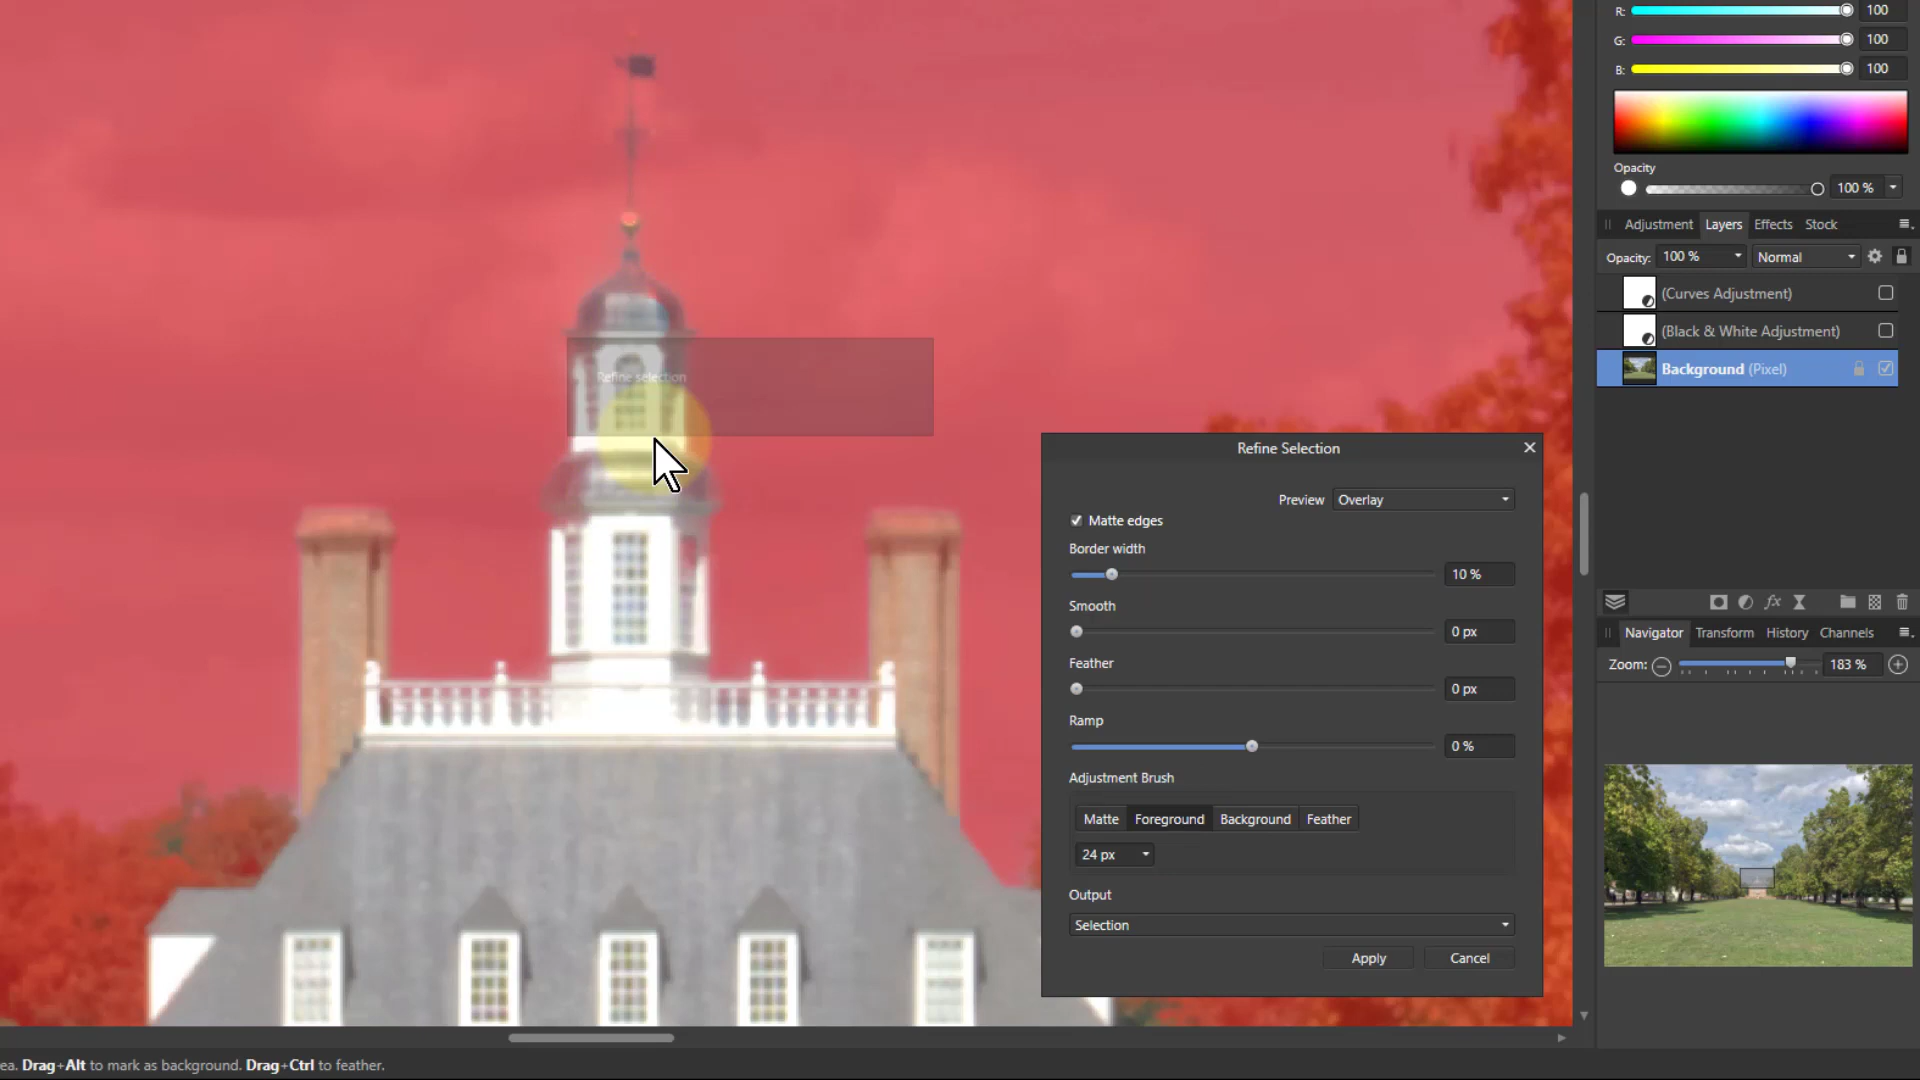 R: 100
G: 100
B: 100
Opacity
100 %
Adjustment Layers Effects Stock
Opacity: 100 % Normal
(Curves Adjustment)
(Black & White Adjustment)
Background (Pixel)
Refine selection
Refine Selection
Preview Overlay
Matte edges
Border width
10 %
Smooth
0 px
Feather
0 px
Ramp
0 %
Adjustment Brush
Matte Foreground Background Feather
24 px
Output
Selection
Apply Cancel
fx
Navigator Transform History Channels
Zoom: 183 %
ea. Drag+Alt to mark as background. Drag+Ctrl to feather.